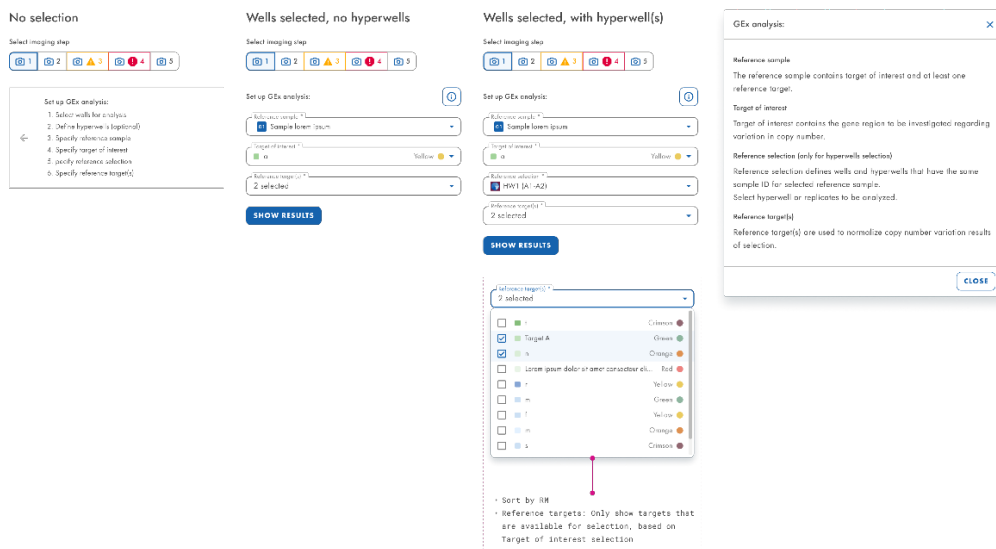 No selection
Select imaging step
1 2 3 4 5
Set up GEx analysis:
1. Select wells for analysis
2. Define hyperwells (optional)
3. Specify reference sample
4. Specify target of interest
5. pecify reference selection
6. Specify reference target(s)
Wells selected, no hyperwells
Select imaging step
1 2 3 4 5
Set up GEx analysis:
Reference sample *
Sample lorem ipsum
Target of interest *
a Yellow
Reference target(s) *
2 selected
SHOW RESULTS
Wells selected, with hyperwell(s)
Select imaging step
1 2 3 4 5
Set up GEx analysis:
Reference sample *
Sample lorem ipsum
Target of interest *
a Yellow
Reference selection *
HW1 (A1-A2)
Reference target(s) *
2 selected
SHOW RESULTS
Reference target(s) *
2 selected
Crimson
Target A Green
Orange
Lorem ipsum dolor sit amet consectetur eli... Red
r Yellow
m Green
f Yellow
m Orange
s Crimson
• Sort by RM
• Reference targets: Only show targets
that are available for selection, based on
Target of interest selection
GEx analysis:
Reference sample
The reference sample contains target of interest and at least one
reference target.
Target of interest
Target of interest contains the gene region to be investigated regarding
variation in copy number.
Reference selection (only for hyperwells selection)
Reference selection defines wells and hyperwells that have the same
sample ID for selected reference sample.
Select hyperwell or replicates to be analyzed.
Reference target(s)
Reference target(s) are used to normalize copy number variation results
of selection.
CLOSE